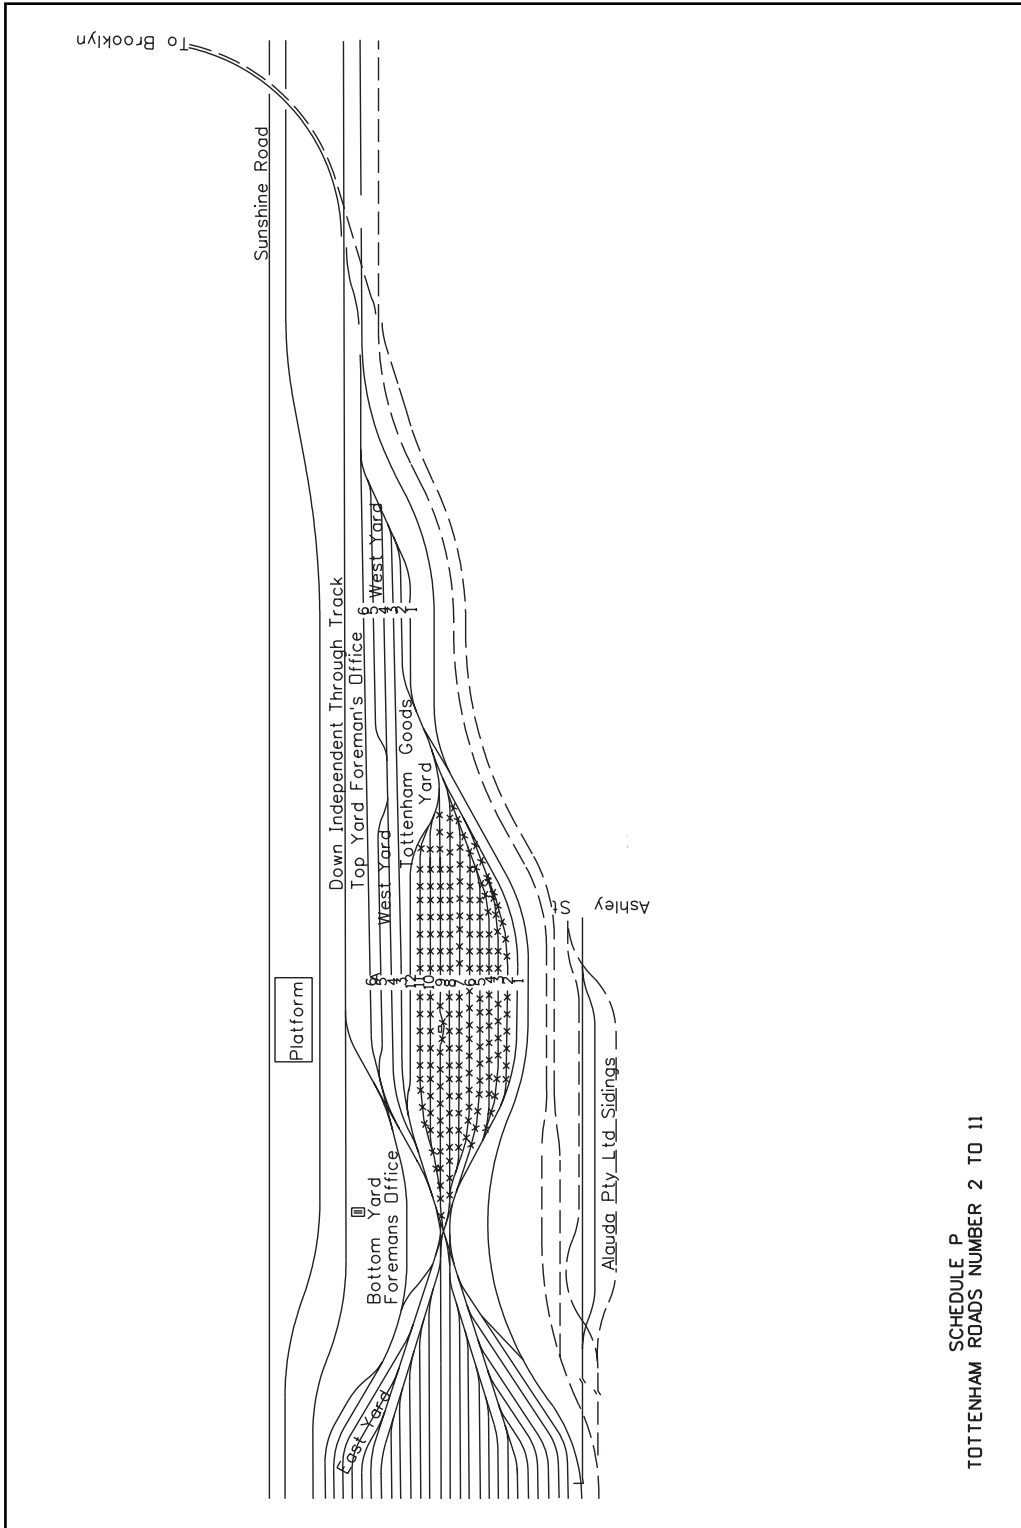 To Brooklyn
Sunshine Road
Down Independent Through Track
Top Yard Foreman's Office
West Yard
6
5
4
3
2
1
Tottenham Goods
Yard
West Yard
Platform
6
5
4
3
12
11
10
9
8
7
6
5
4
3
2
1
Ashley
St
Bottom Yard
Foremans Office
East Yard
Alauda Pty Ltd Sidings
SCHEDULE P
TOTTENHAM ROADS NUMBER 2 TO 11